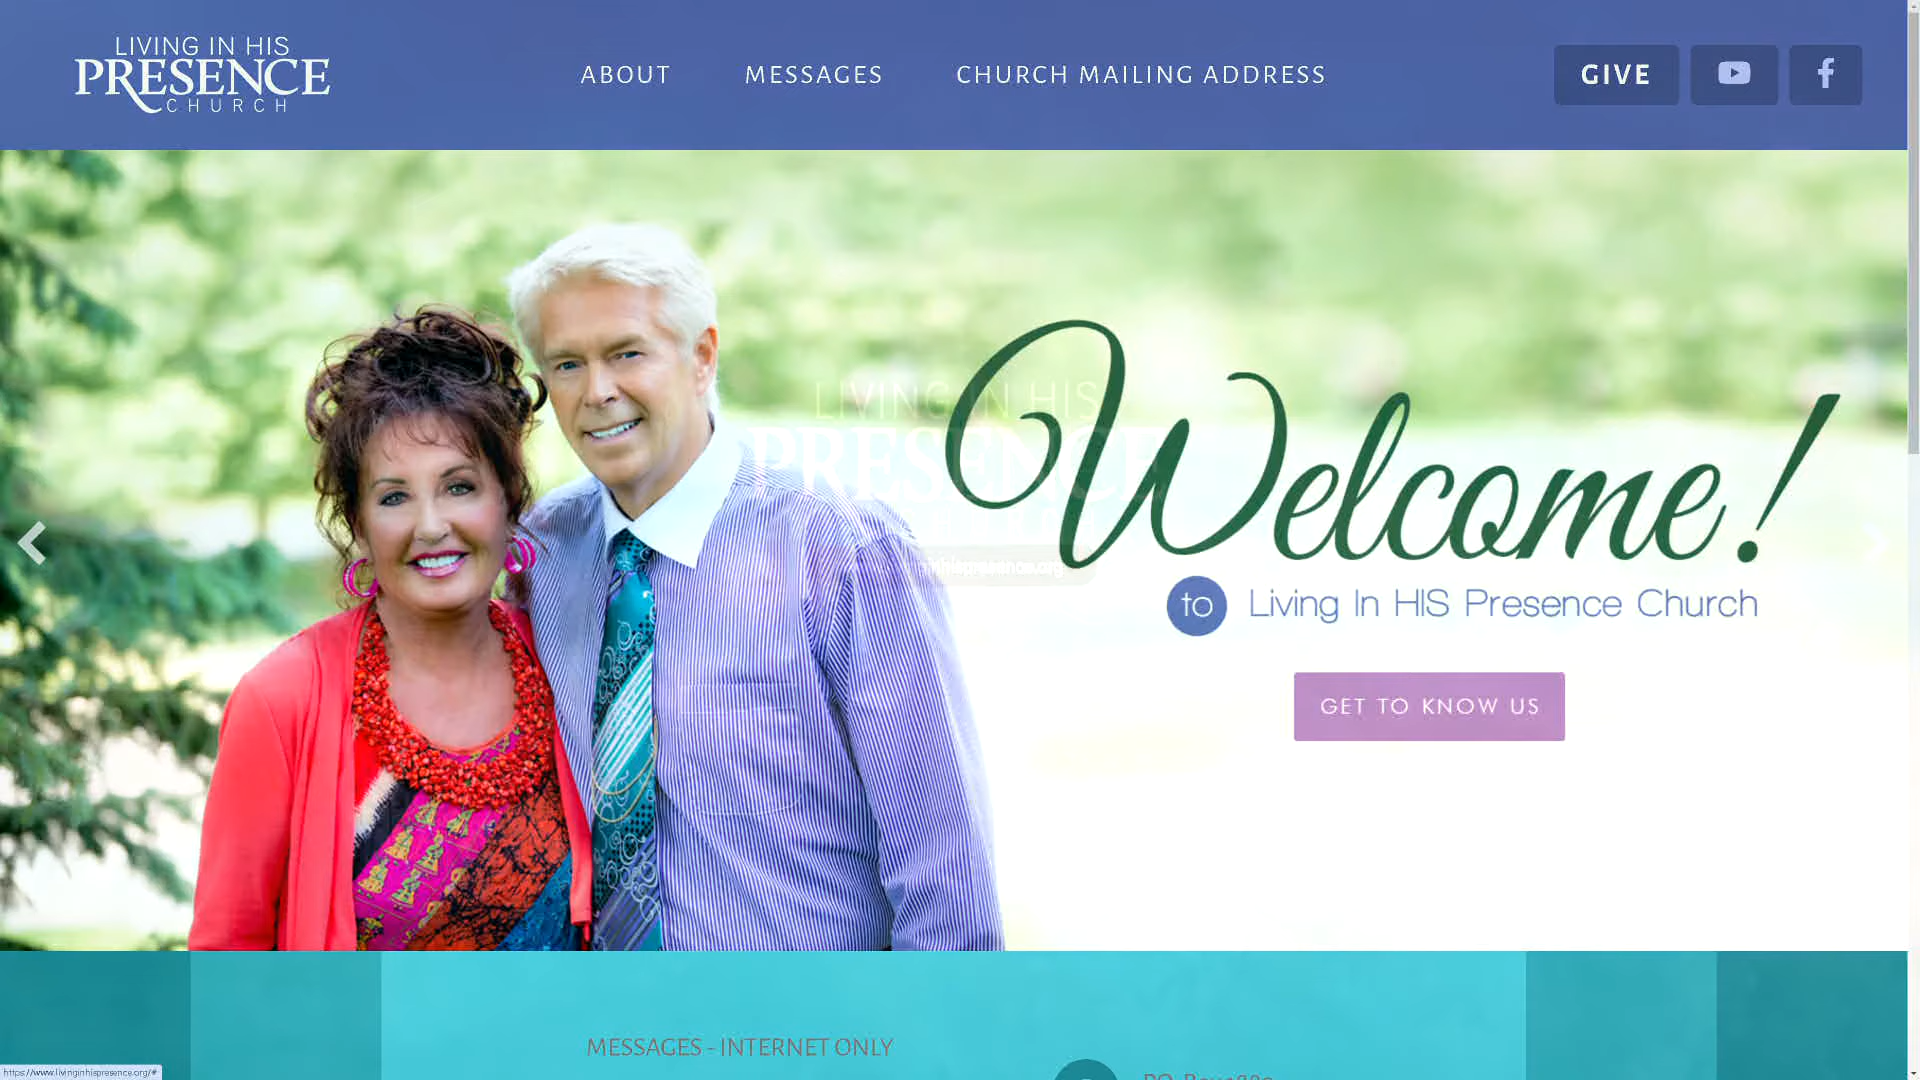 LIVING IN HIS
PRESENCE
CHURCH
ABOUT
MESSAGES
CHURCH MAILING ADDRESS
GIVE
LIVING IN HIS
PRESENCE
Welcome!
to Living In HIS Presence Church
GET TO KNOW US
MESSAGES - INTERNET ONLY
https://www.livinginhispresence.org/#